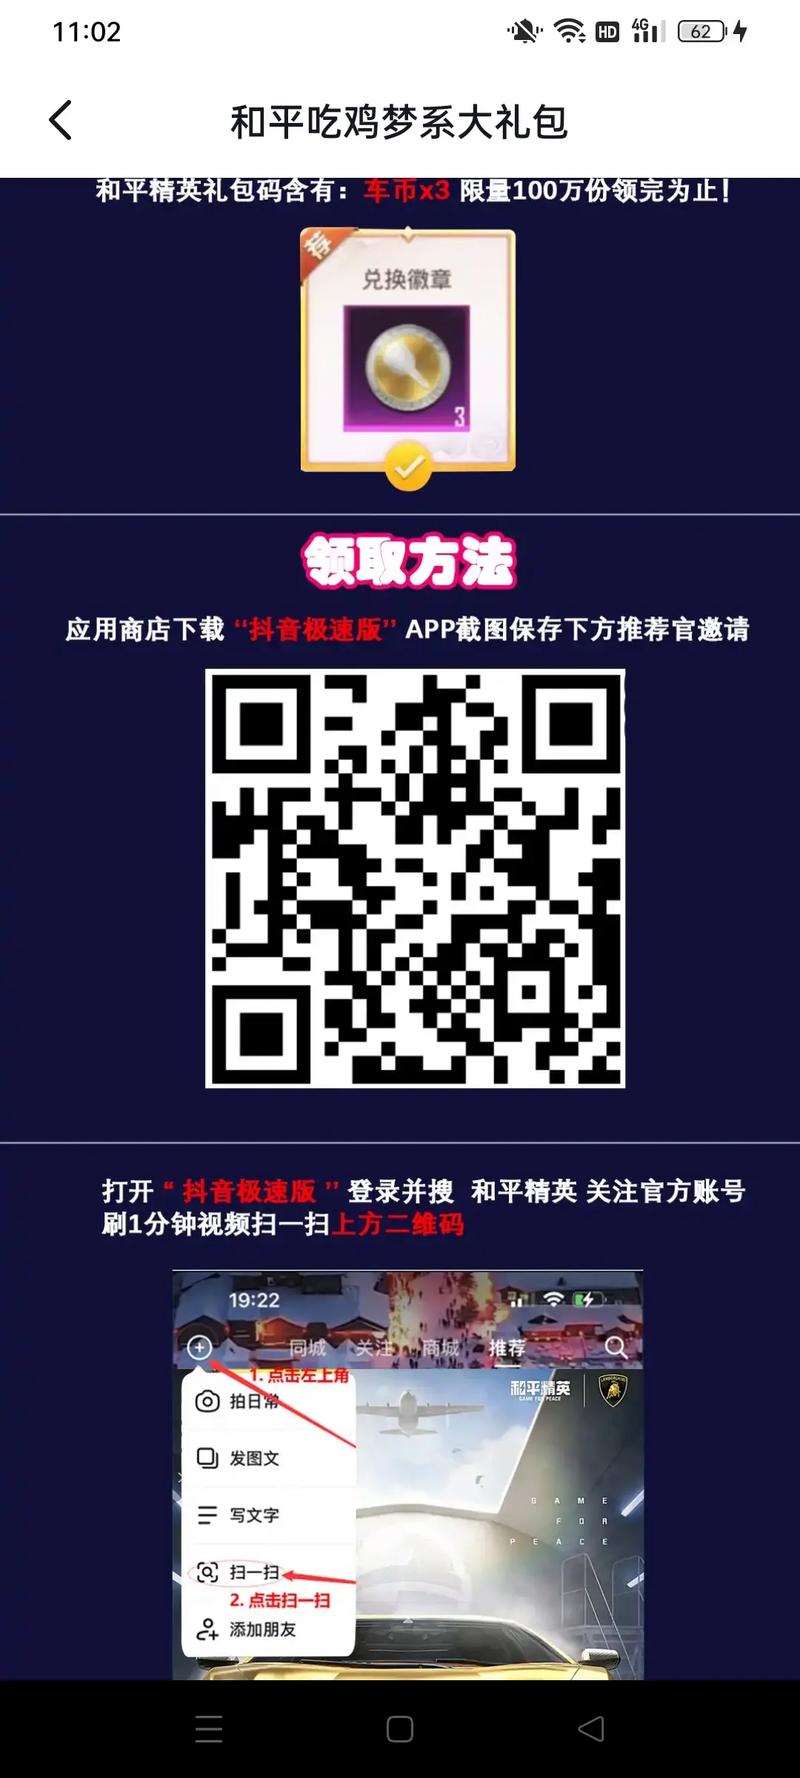 11:02
HD
4G
62
和平吃鸡梦系大礼包
和平精英礼包码含有：车币x3 限量100万份领完为止！
荐
兑换徽章
3
领取方法
应用商店下载 “抖音极速版” APP截图保存下方推荐官邀请
打开 “ 抖音极速版 ” 登录并搜 和平精英 关注官方账号
刷1分钟视频扫一扫上方二维码
19:22
同城 关注 商城 推荐
1. 点击左上角
拍日常
和平精英
GAME FOR PEACE
LAMBORGHINI
发图文
GAME
FOR
PEACE
写文字
扫一扫
2. 点击扫一扫
添加朋友